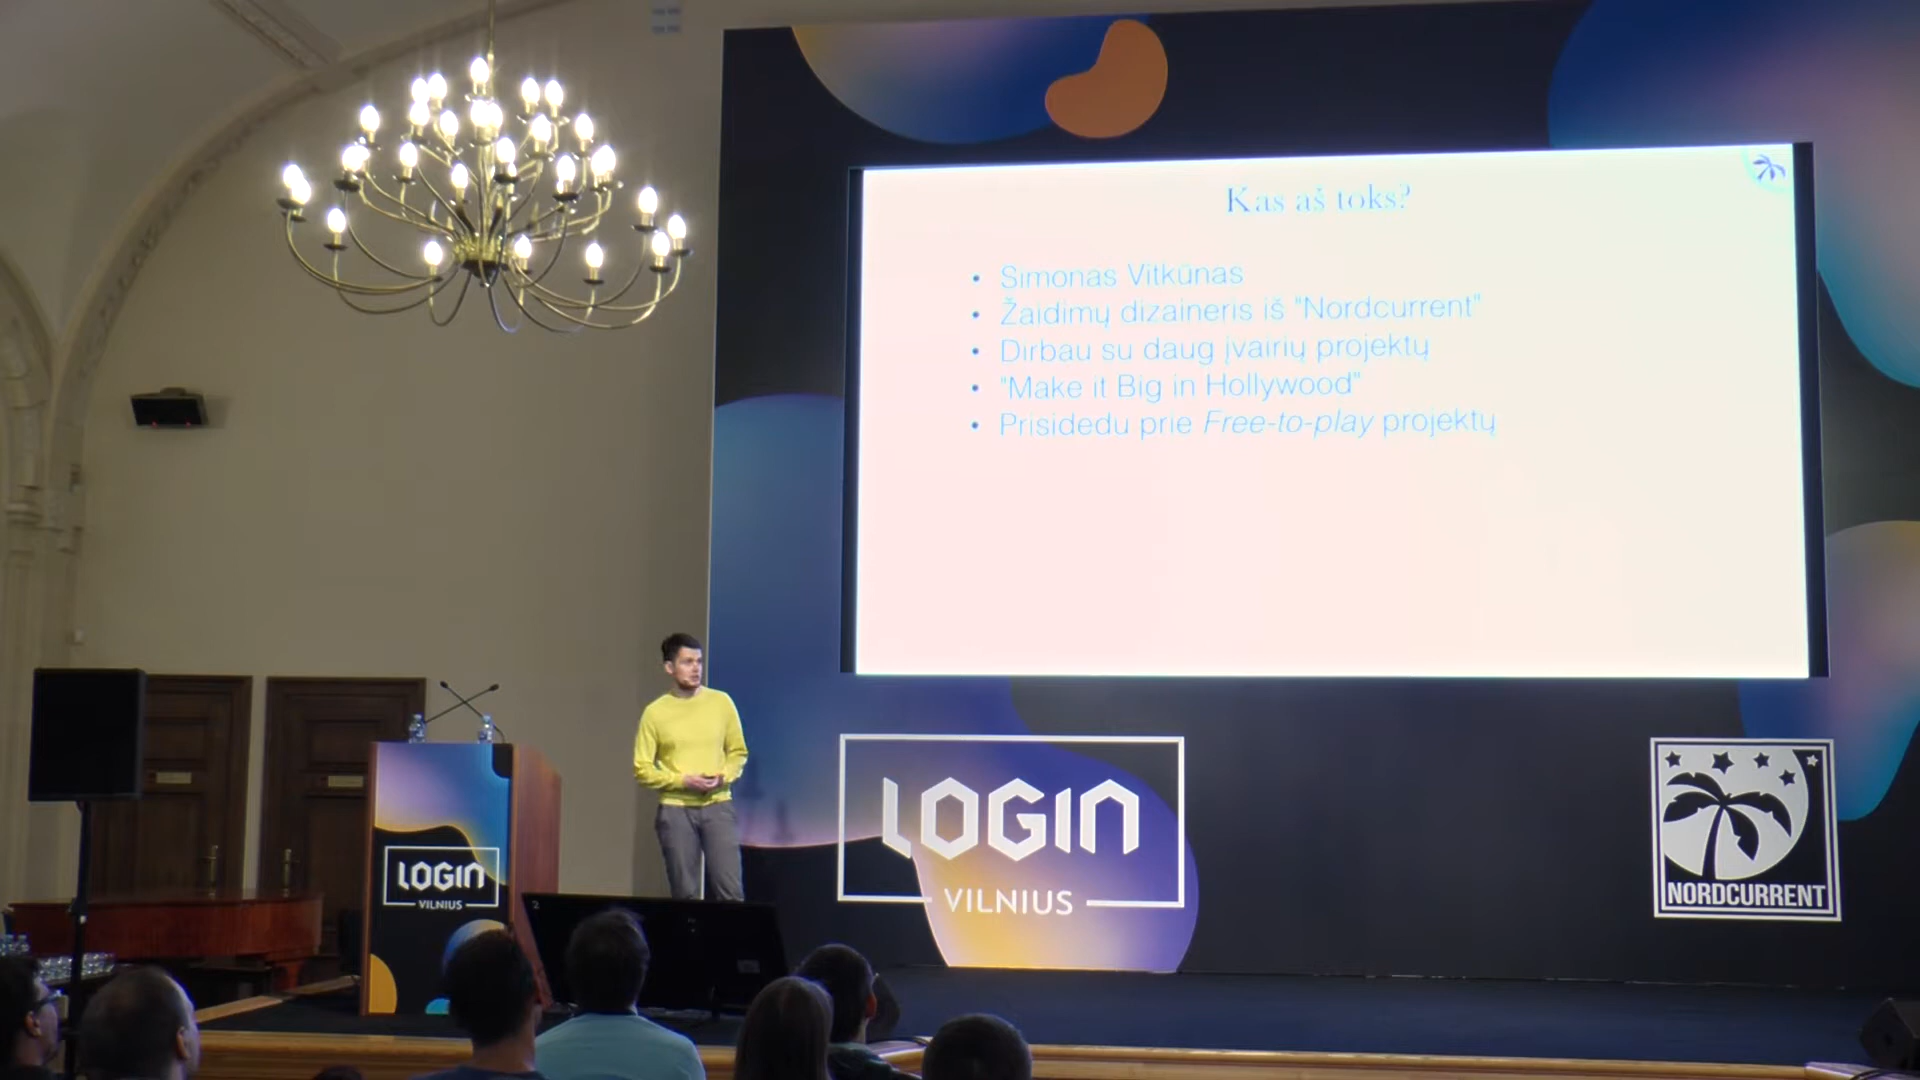 Kas aš toks?
• Simonas Vitkūnas
• Žaidimų dizaineris iš "Nordcurrent"
• Dirbau su daug įvairių projektų
• "Make it Big in Hollywood"
• Prisidedu prie Free-to-play projektų
LOGIN
VILNIUS
NORDCURRENT
LOGIN
VILNIUS